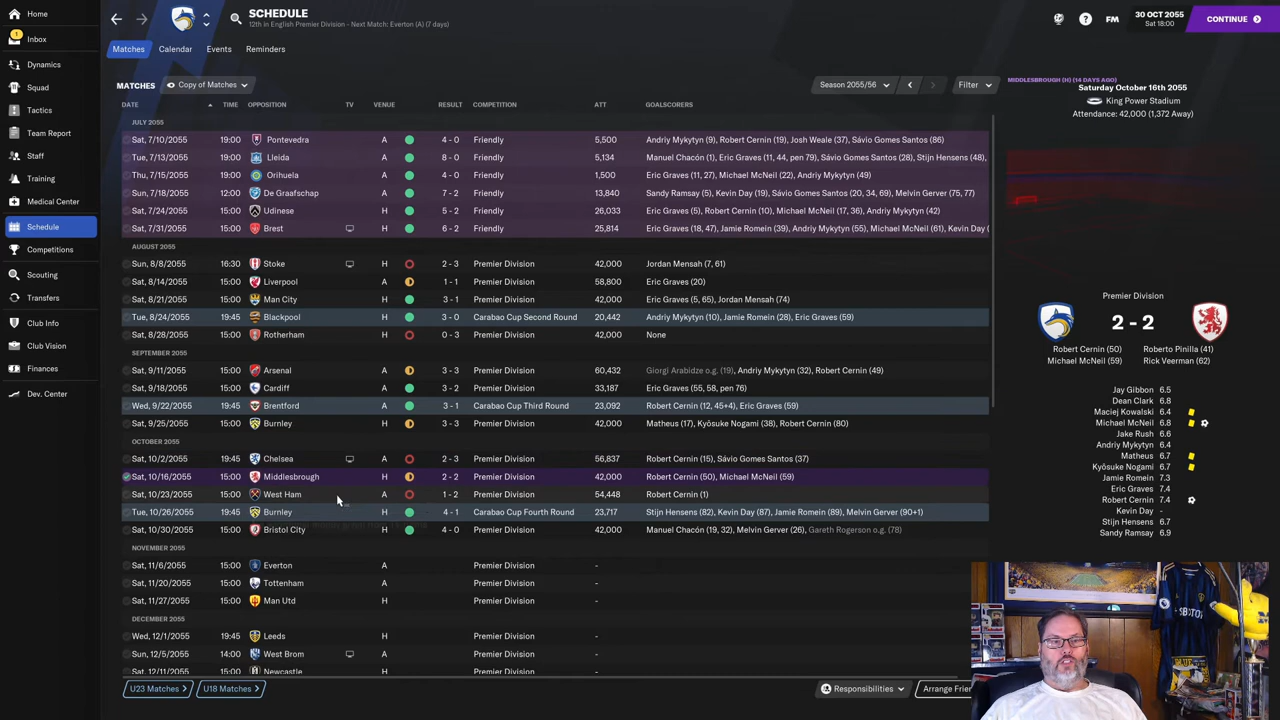 Home
1
Inbox
Dynamics
Squad
Tactics
Team Report
Staff
Training
Medical Center
Schedule
Competitions
Scouting
Transfers
Club Info
Club Vision
Finances
Dev. Center
SCHEDULE
12th in English Premier Division - Next Match: Everton (A) (7 days)
? FM
30 OCT 2055
Sat 18:00
CONTINUE
Matches Calendar Events Reminders
MATCHES Copy of Matches
Season 2055/56
Filter
DATE TIME OPPOSITION TV VENUE RESULT COMPETITION ATT GOALSCORERS
JULY 2055
Sat, 7/10/2055 19:00 Pontevedra A 4 - 0 Friendly 5,500 Andriy Mykytyn (9), Robert Cernin (19), Josh Weale (37), Sávio Gomes Santos (86)
Tue, 7/13/2055 19:00 Lleida A 8 - 0 Friendly 5,134 Manuel Chacón (1), Eric Graves (11, 44, pen 79), Sávio Gomes Santos (28), Stijn Hensens (48),
Thu, 7/15/2055 19:00 Orihuela A 4 - 0 Friendly 1,500 Eric Graves (11, 27), Michael McNeil (22), Andriy Mykytyn (49)
Sun, 7/18/2055 12:00 De Graafschap A 7 - 2 Friendly 13,840 Sandy Ramsay (5), Kevin Day (19), Sávio Gomes Santos (20, 34, 69), Melvin Gerver (75, 77)
Sat, 7/24/2055 15:00 Udinese H 5 - 2 Friendly 26,033 Eric Graves (5), Robert Cernin (10), Michael McNeil (17, 36), Andriy Mykytyn (42)
Sat, 7/31/2055 15:00 Brest H 6 - 2 Friendly 25,814 Eric Graves (18, 47), Jamie Romein (39), Andriy Mykytyn (55), Michael McNeil (61), Kevin Day (
AUGUST 2055
Sun, 8/8/2055 16:30 Stoke H 2 - 3 Premier Division 42,000 Jordan Mensah (7, 61)
Sat, 8/14/2055 15:00 Liverpool A 1 - 1 Premier Division 58,800 Eric Graves (20)
Sat, 8/21/2055 15:00 Man City H 3 - 1 Premier Division 42,000 Eric Graves (5, 65), Jordan Mensah (74)
Tue, 8/24/2055 19:45 Blackpool H 3 - 0 Carabao Cup Second Round 20,442 Andriy Mykytyn (10), Jamie Romein (28), Eric Graves (59)
Sat, 8/28/2055 15:00 Rotherham H 0 - 3 Premier Division 42,000 None
SEPTEMBER 2055
Sat, 9/11/2055 15:00 Arsenal A 3 - 3 Premier Division 60,432 Giorgi Arabidze o.g. (19), Andriy Mykytyn (32), Robert Cernin (49)
Sat, 9/18/2055 15:00 Cardiff A 3 - 2 Premier Division 33,187 Eric Graves (55, 58, pen 76)
Wed, 9/22/2055 19:45 Brentford A 3 - 1 Carabao Cup Third Round 23,092 Robert Cernin (12, 45+4), Eric Graves (59)
Sat, 9/25/2055 15:00 Burnley H 3 - 3 Premier Division 42,000 Matheus (17), Kyōsuke Nogami (38), Robert Cernin (80)
OCTOBER 2055
Sat, 10/2/2055 19:45 Chelsea A 2 - 3 Premier Division 56,837 Robert Cernin (15), Sávio Gomes Santos (37)
Sat, 10/16/2055 15:00 Middlesbrough H 2 - 2 Premier Division 42,000 Robert Cernin (50), Michael McNeil (59)
Sat, 10/23/2055 15:00 West Ham A 1 - 2 Premier Division 54,448 Robert Cernin (1)
Tue, 10/26/2055 19:45 Burnley H 4 - 1 Carabao Cup Fourth Round 23,717 Stijn Hensens (82), Kevin Day (87), Jamie Romein (89), Melvin Gerver (90+1)
Sat, 10/30/2055 15:00 Bristol City H 4 - 0 Premier Division 42,000 Manuel Chacón (19, 32), Melvin Gerver (26), Gareth Rogerson o.g. (78)
NOVEMBER 2055
Sat, 11/6/2055 15:00 Everton A Premier Division -
Sat, 11/20/2055 15:00 Tottenham A Premier Division -
Sat, 11/27/2055 15:00 Man Utd H Premier Division -
DECEMBER 2055
Wed, 12/1/2055 19:45 Leeds H Premier Division -
Sun, 12/5/2055 14:00 West Brom A Premier Division -
Sat, 12/11/2055 15:00 Newcastle H Premier Division -
U23 Matches
U18 Matches
Responsibilities
Arrange Frien
MIDDLESBROUGH (H) (14 DAYS AGO)
Saturday October 16th 2055
King Power Stadium
Attendance: 42,000 (1,372 Away)
Premier Division
2 - 2
Robert Cernin (50) Roberto Pinilla (41)
Michael McNeil (59) Rick Veerman (62)
Jay Gibbon 6.5
Dean Clark 6.8
Maciej Kowalski 6.4
Michael McNeil 6.8
Jake Rush 6.6
Andriy Mykytyn 6.4
Matheus 6.7
Kyōsuke Nogami 6.7
Jamie Romein 7.3
Eric Graves 7.4
Robert Cernin 7.4
Kevin Day -
Stijn Hensens 6.7
Sandy Ramsay 6.9